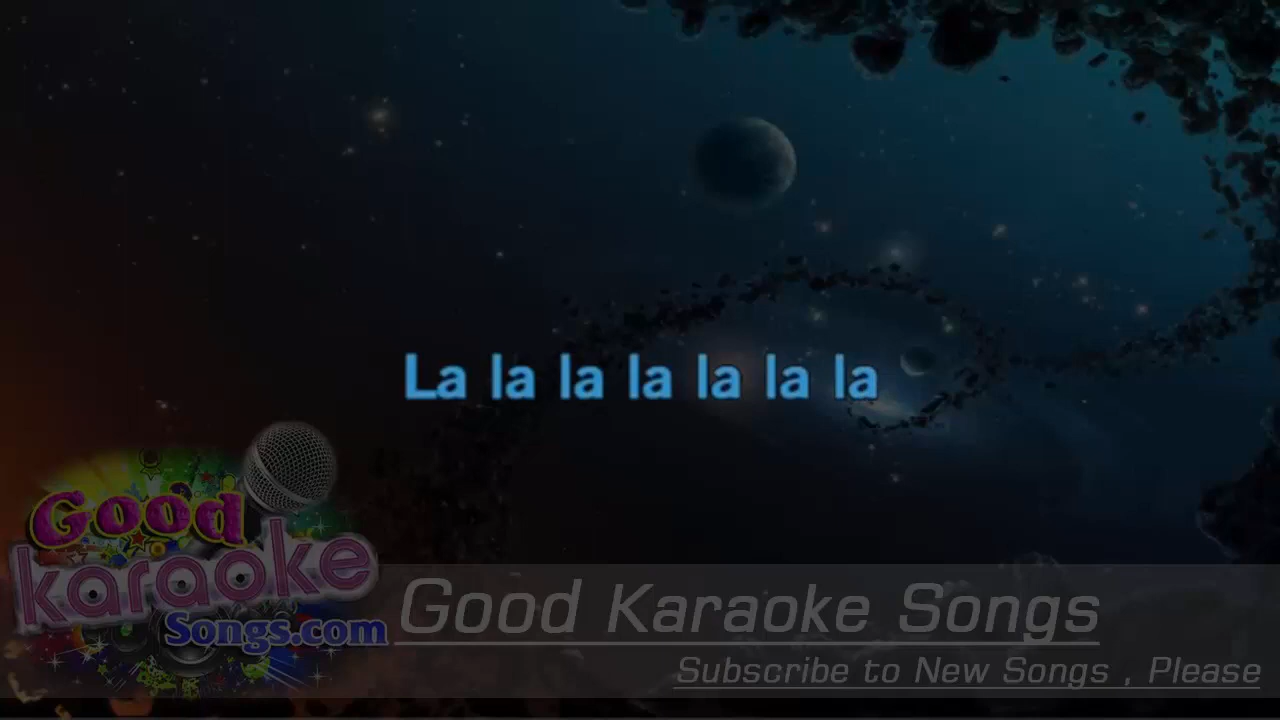 La la la la la la la
Good
karaoke
Songs.com
Good Karaoke Songs
Subscribe to New Songs , Please